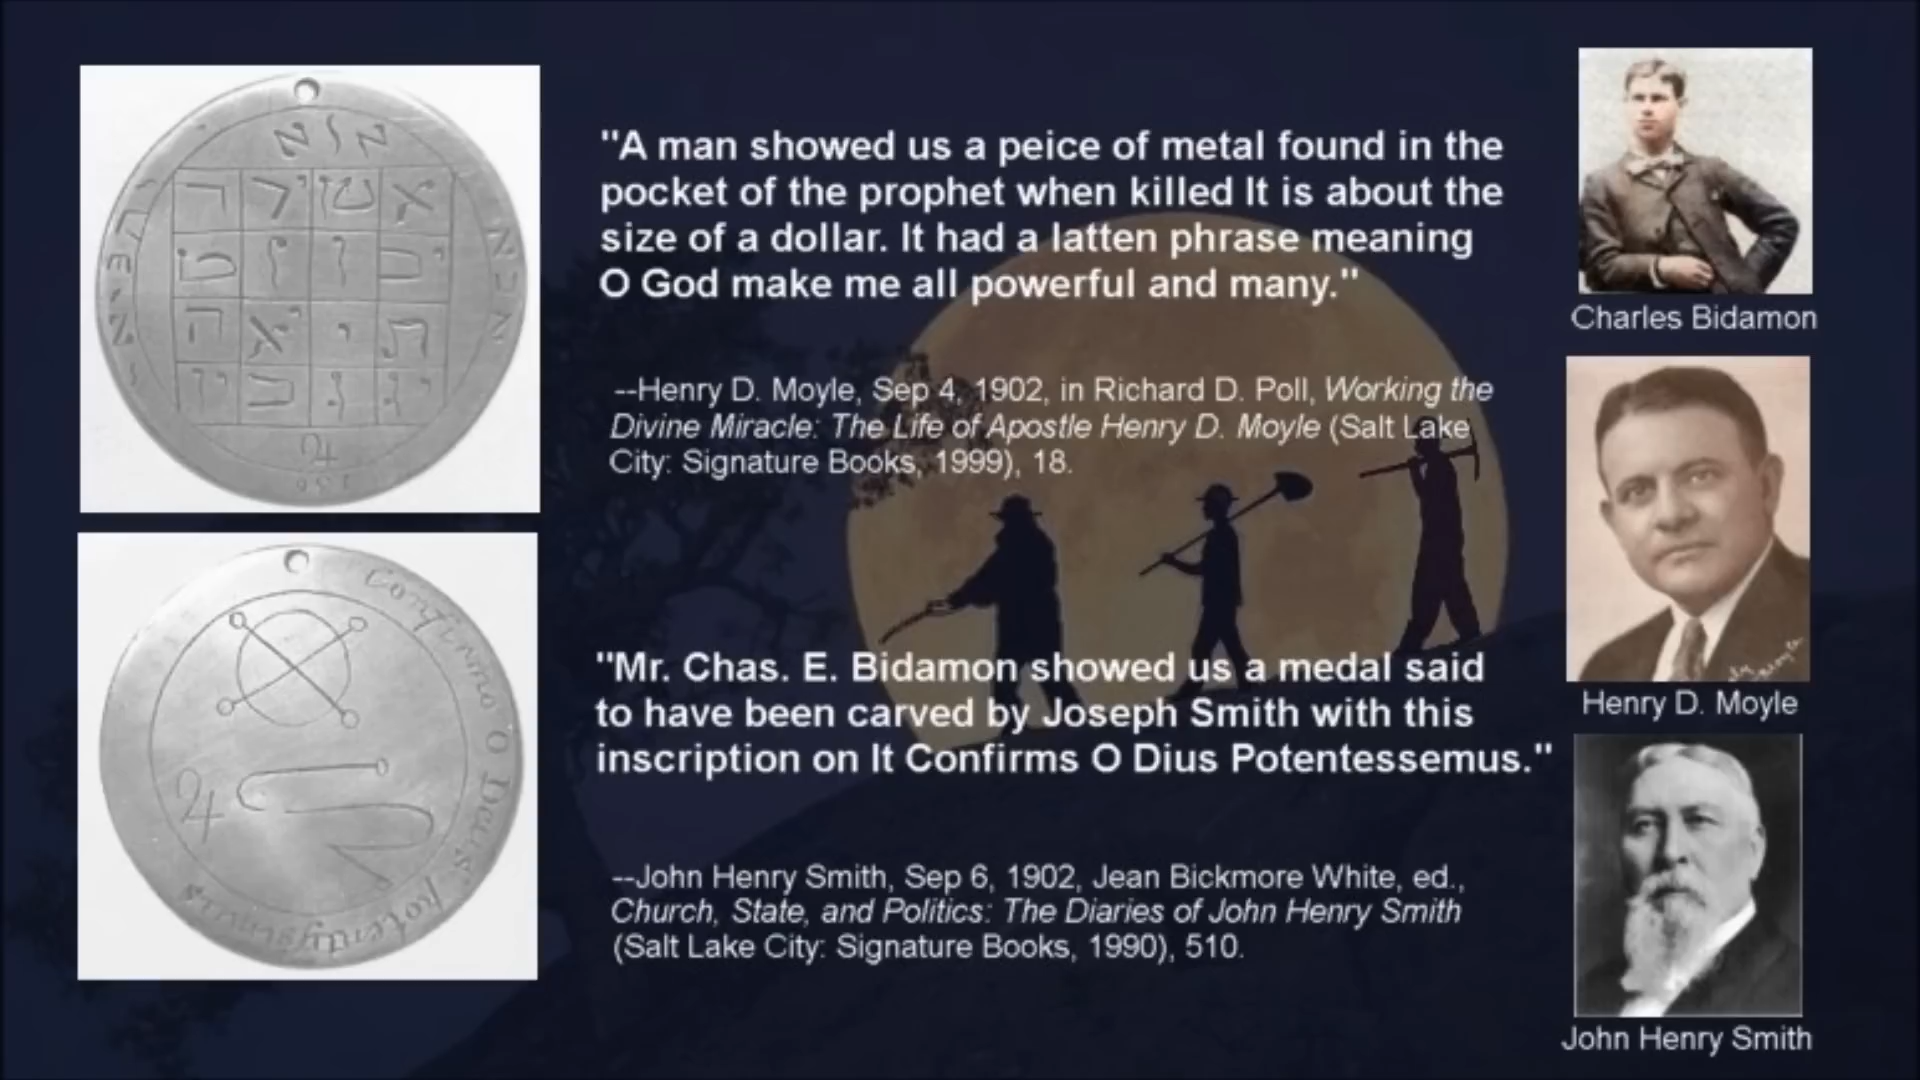 "A man showed us a peice of metal found in the
pocket of the prophet when killed It is about the
size of a dollar. It had a latten phrase meaning
O God make me all powerful and many."
--Henry D. Moyle, Sep 4, 1902, in Richard D. Poll, Working the
Divine Miracle: The Life of Apostle Henry D. Moyle (Salt Lake
City: Signature Books, 1999), 18.
"Mr. Chas. E. Bidamon showed us a medal said
to have been carved by Joseph Smith with this
inscription on It Confirms O Dius Potentessemus."
--John Henry Smith, Sep 6, 1902, Jean Bickmore White, ed.,
Church, State, and Politics: The Diaries of John Henry Smith
(Salt Lake City: Signature Books, 1990), 510.
Charles Bidamon
Henry D. Moyle
John Henry Smith
Confirmo O Deus
136